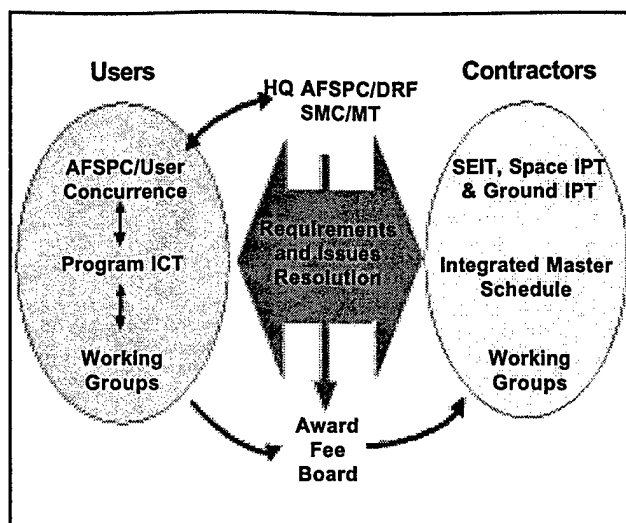 Users
HQ AFSPC/DRF
SMC/MT
Contractors
AFSPC/User
Concurrence
Program ICT
Working
Groups
Requirements
and Issues
Resolution
SEIT, Space IPT
& Ground IPT
Integrated Master
Schedule
Working
Groups
Award
Fee
Board